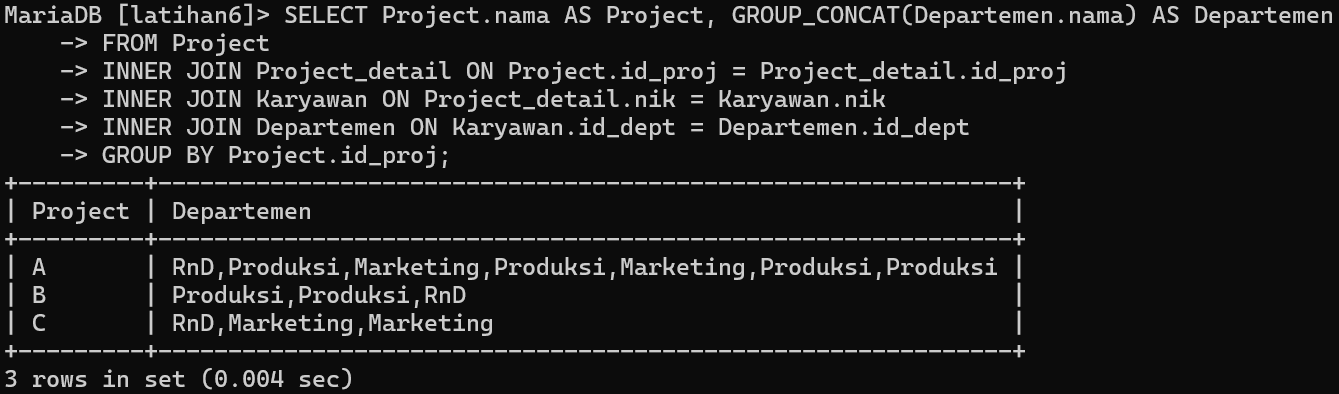 MariaDB [latihan6]> SELECT Project.nama AS Project, GROUP_CONCAT(Departemen.nama) AS Departemen
    -> FROM Project
    -> INNER JOIN Project_detail ON Project.id_proj = Project_detail.id_proj
    -> INNER JOIN Karyawan ON Project_detail.nik = Karyawan.nik
    -> INNER JOIN Departemen ON Karyawan.id_dept = Departemen.id_dept
    -> GROUP BY Project.id_proj;
+---------+-------------------------------------------------------------+
| Project | Departemen                                                  |
+---------+-------------------------------------------------------------+
| A       | RnD,Produksi,Marketing,Produksi,Marketing,Produksi,Produksi |
| B       | Produksi,Produksi,RnD                                       |
| C       | RnD,Marketing,Marketing                                     |
+---------+-------------------------------------------------------------+
3 rows in set (0.004 sec)